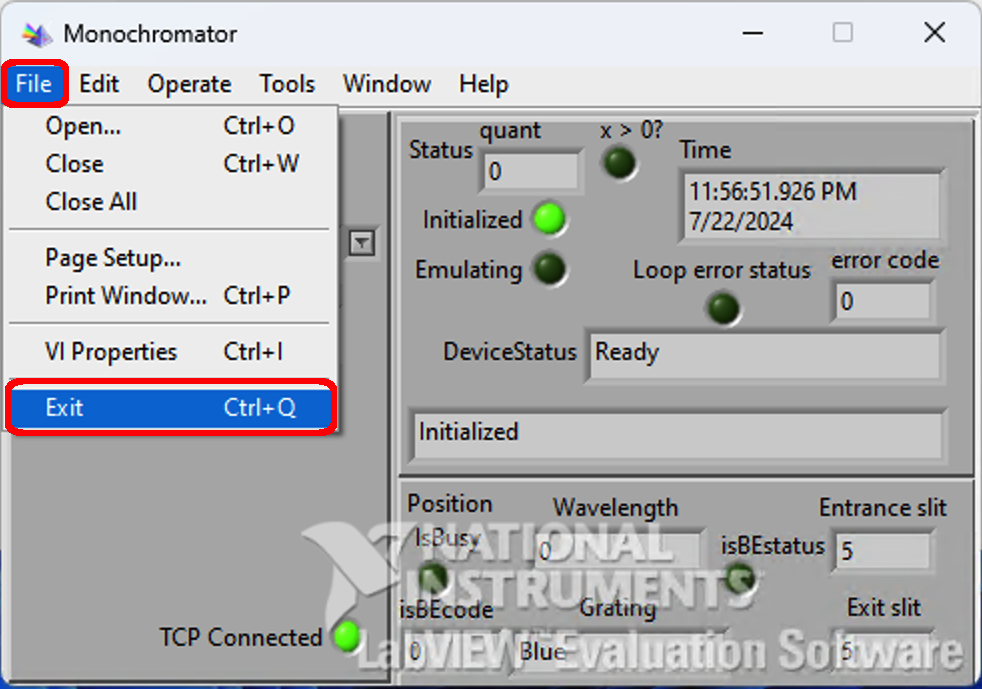 Monochromator
File Edit Operate Tools Window Help
Open... Ctrl+O
Close Ctrl+W
Close All
Page Setup...
Print Window... Ctrl+P
VI Properties Ctrl+I
Exit Ctrl+Q
quant x > 0?
Status 0 Time
11:56:51.926 PM
7/22/2024
Initialized
Emulating Loop error status error code
0
DeviceStatus Ready
Initialized
Position Wavelength Entrance slit
IsBusy 0 isBEstatus 5
isBEcode Grating Exit slit
0 Blue 5
TCP Connected
NATIONAL
INSTRUMENTS™
LabVIEW™ Evaluation Software